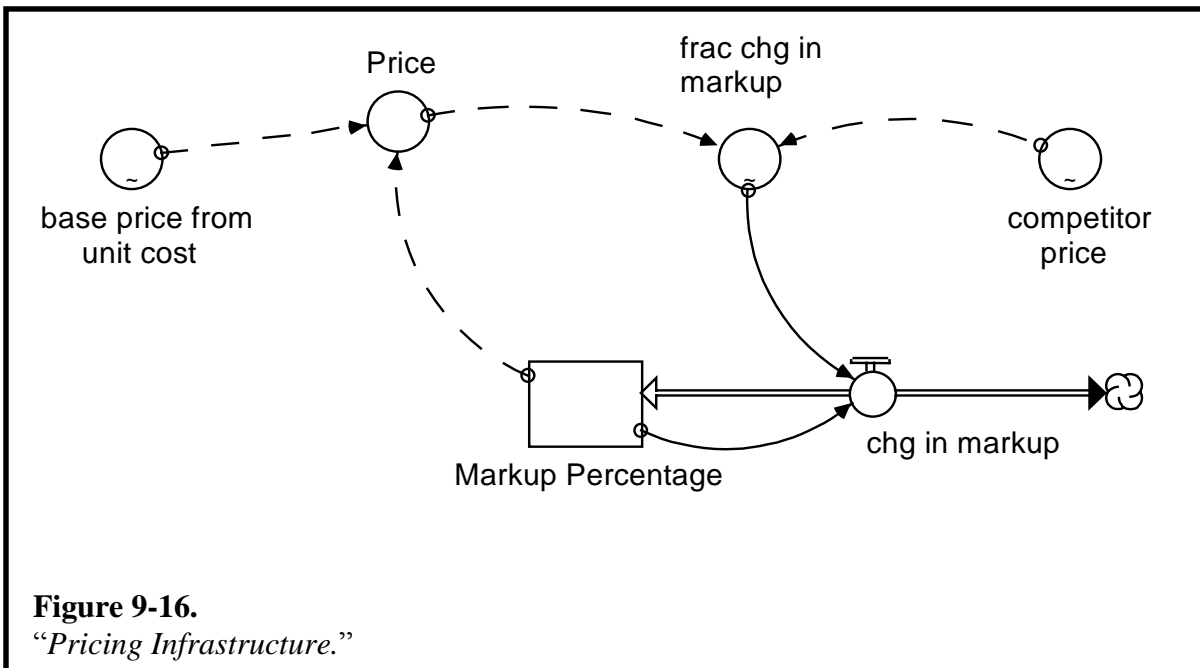 Price
frac chg in
markup
~
~
~
base price from
unit cost
competitor
price
Markup Percentage
chg in markup
Figure 9-16.
“Pricing Infrastructure.”